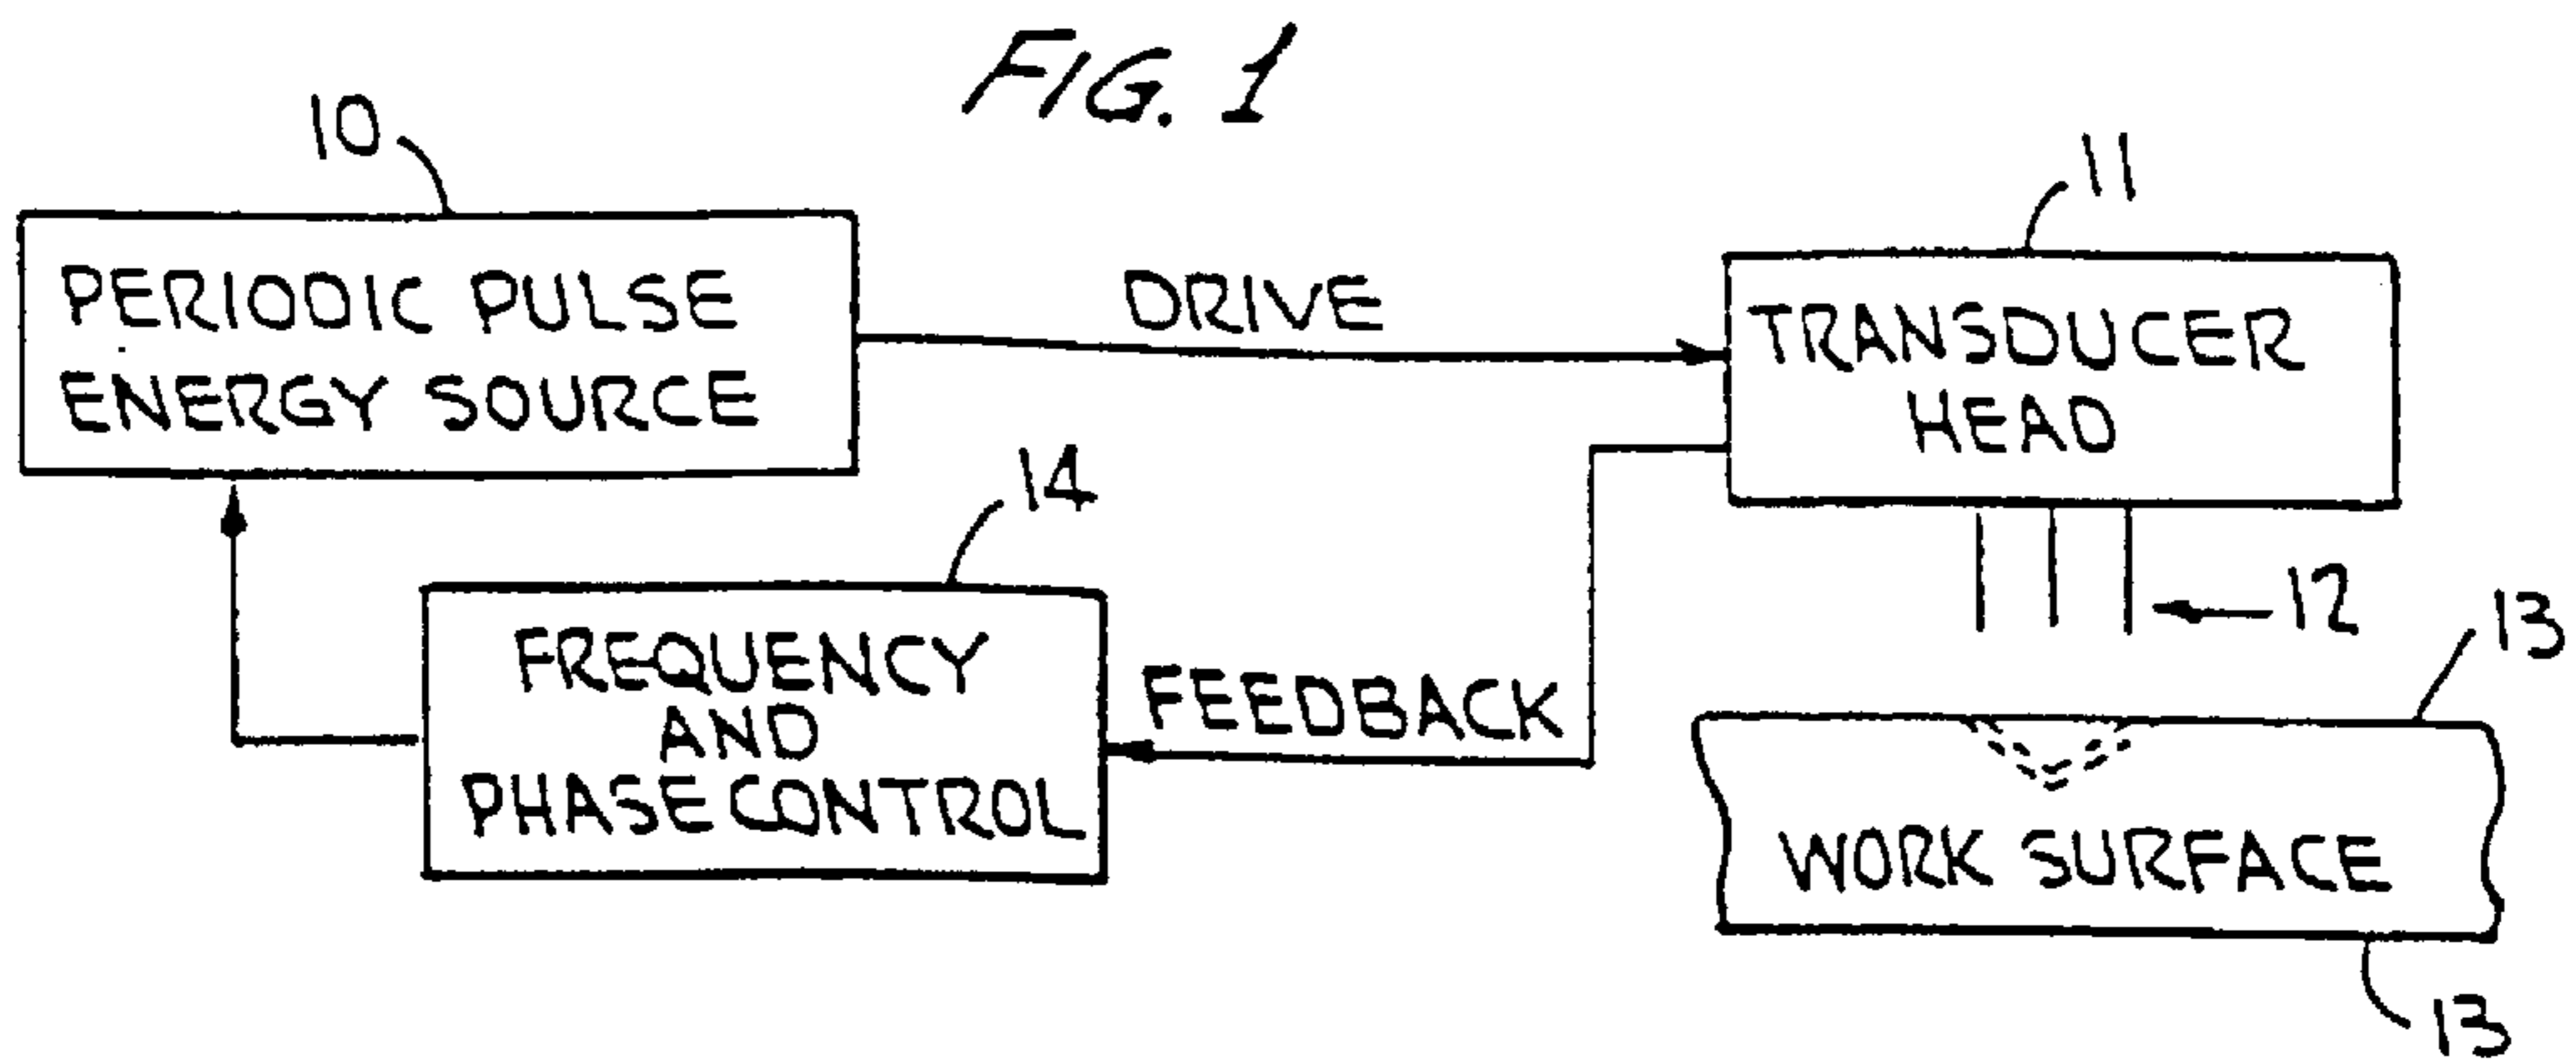 FIG. 1
10
11
PERIODIC PULSE
ENERGY SOURCE
DRIVE
TRANSDUCER
HEAD
14
12
13
FREQUENCY
AND
PHASE CONTROL
FEEDBACK
WORK SURFACE
13